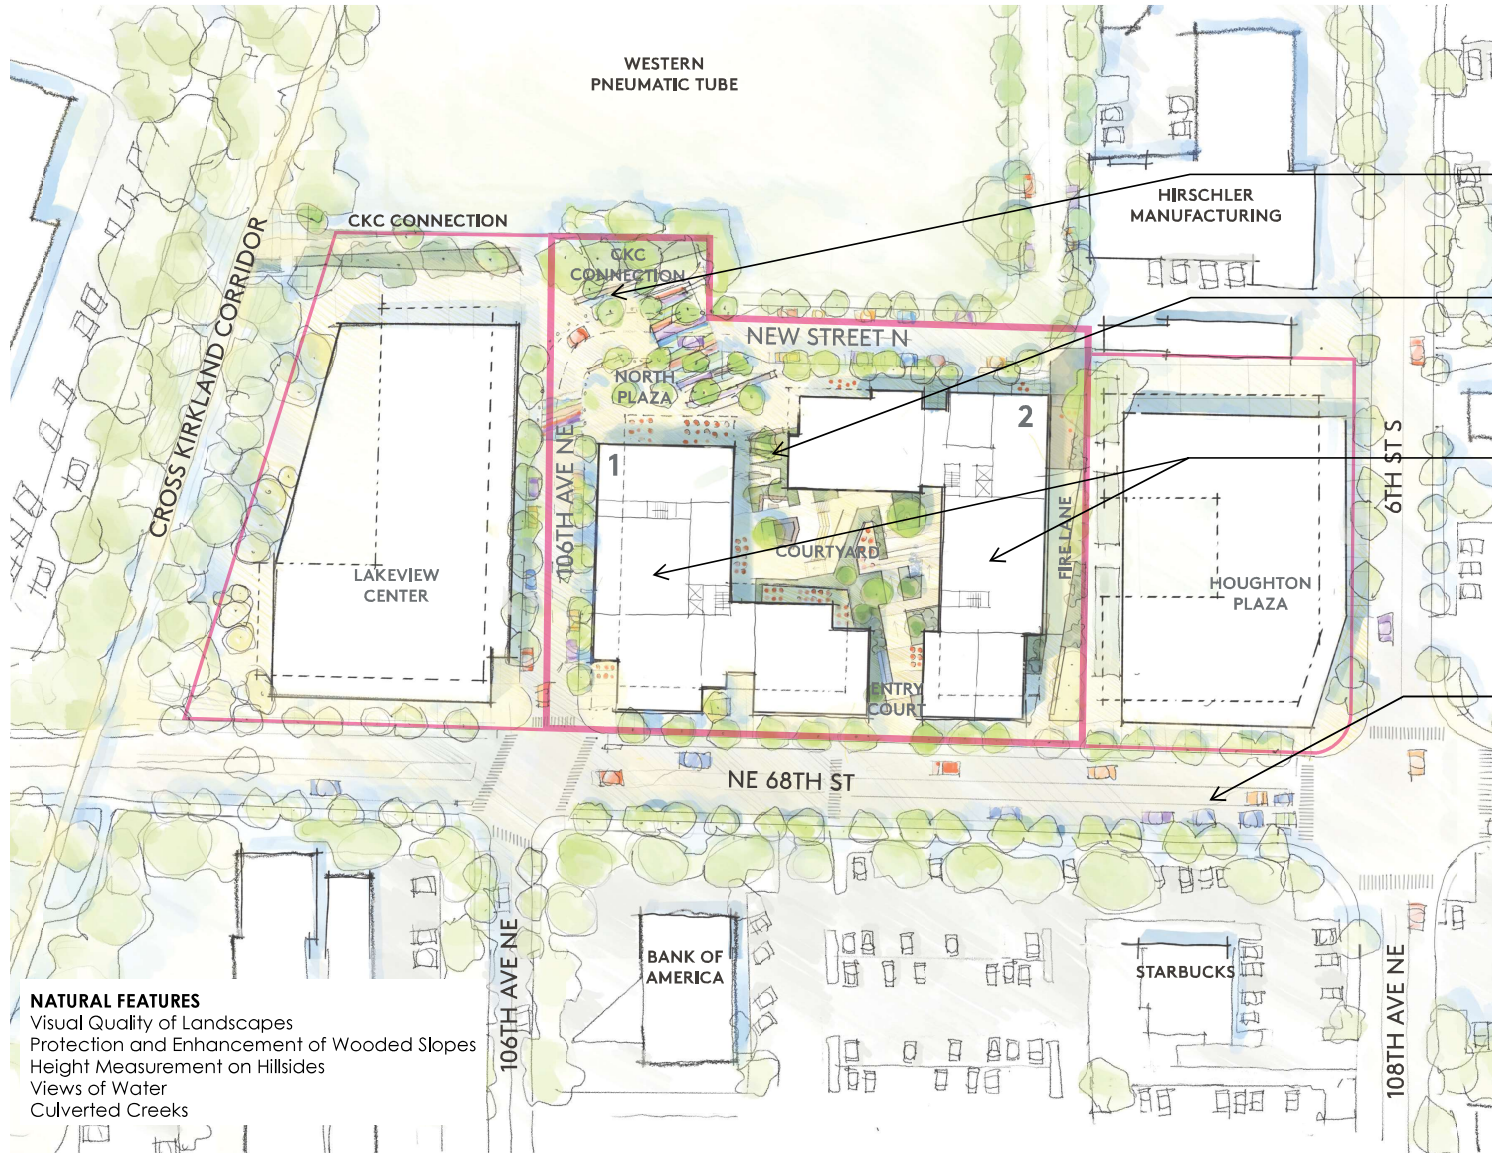 WESTERN
PNEUMATIC TUBE
HIRSCHLER
MANUFACTURING
CKC CONNECTION
CKC
CONNECTION
CROSS KIRKLAND CORRIDOR
NEW STREET N
NORTH
PLAZA
2
1
106TH AVE NE
6TH ST S
FIRE LANE
COURTYARD
LAKEVIEW
CENTER
HOUGHTON
PLAZA
ENTRY
COURT
NE 68TH ST
106TH AVE NE
BANK OF
AMERICA
STARBUCKS
108TH AVE NE
NATURAL FEATURES
Visual Quality of Landscapes
Protection and Enhancement of Wooded Slopes
Height Measurement on Hillsides
Views of Water
Culverted Creeks